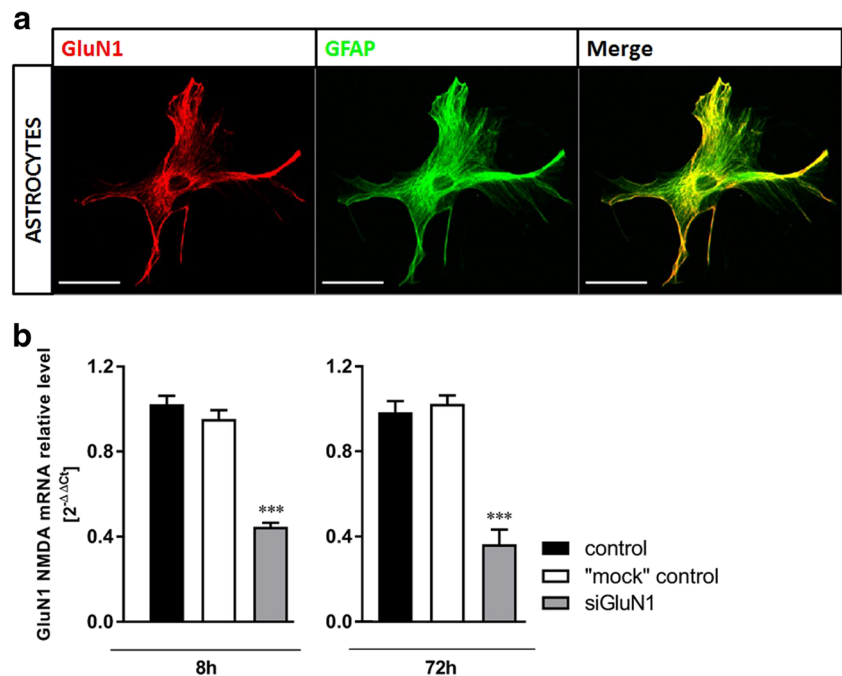 a
GluN1
GFAP
Merge
ASTROCYTES
b
GluN1 NMDA mRNA relative level
[2-Δ ΔCt]
1.2
0.8
0.4
0.0
***
8h
1.2
0.8
0.4
0.0
***
72h
control
"mock" control
siGluN1